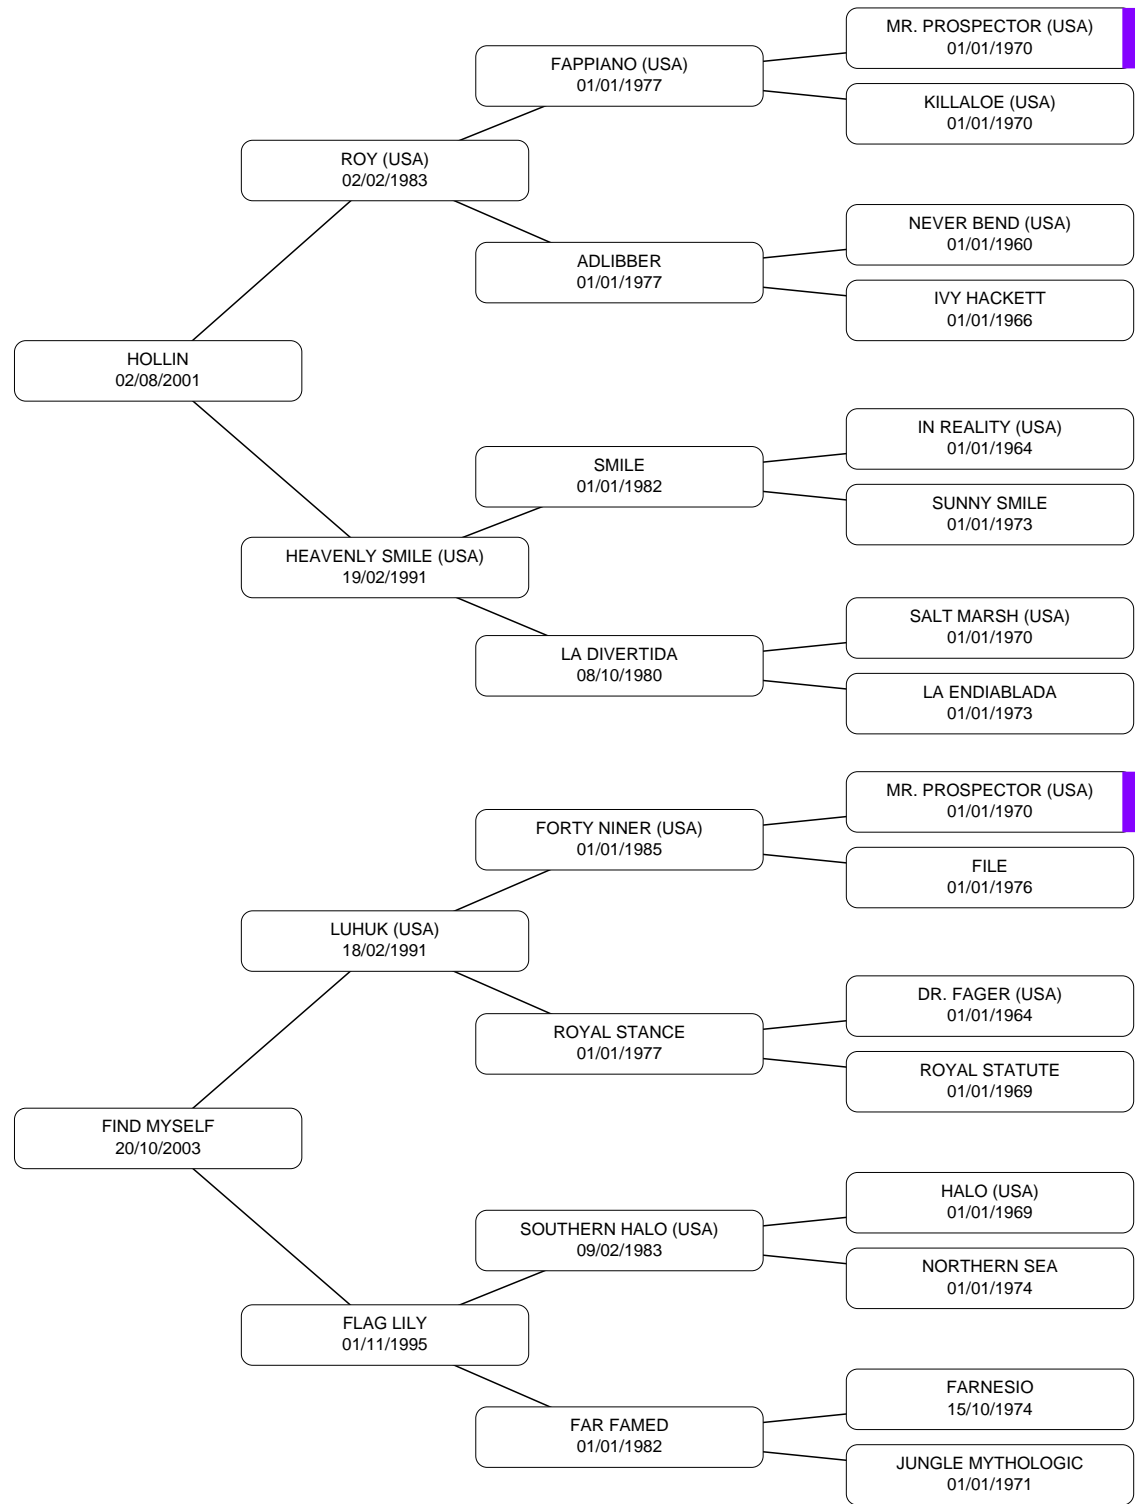 MR. PROSPECTOR (USA)
01/01/1970
FAPPIANO (USA)
01/01/1977
KILLALOE (USA)
01/01/1970
ROY (USA)
02/02/1983
NEVER BEND (USA)
01/01/1960
ADLIBBER
01/01/1977
IVY HACKETT
01/01/1966
HOLLIN
02/08/2001
IN REALITY (USA)
01/01/1964
SMILE
01/01/1982
SUNNY SMILE
01/01/1973
HEAVENLY SMILE (USA)
19/02/1991
SALT MARSH (USA)
01/01/1970
LA DIVERTIDA
08/10/1980
LA ENDIABLADA
01/01/1973
MR. PROSPECTOR (USA)
01/01/1970
FORTY NINER (USA)
01/01/1985
FILE
01/01/1976
LUHUK (USA)
18/02/1991
DR. FAGER (USA)
01/01/1964
ROYAL STANCE
01/01/1977
ROYAL STATUTE
01/01/1969
FIND MYSELF
20/10/2003
HALO (USA)
01/01/1969
SOUTHERN HALO (USA)
09/02/1983
NORTHERN SEA
01/01/1974
FLAG LILY
01/11/1995
FARNESIO
15/10/1974
FAR FAMED
01/01/1982
JUNGLE MYTHOLOGIC
01/01/1971